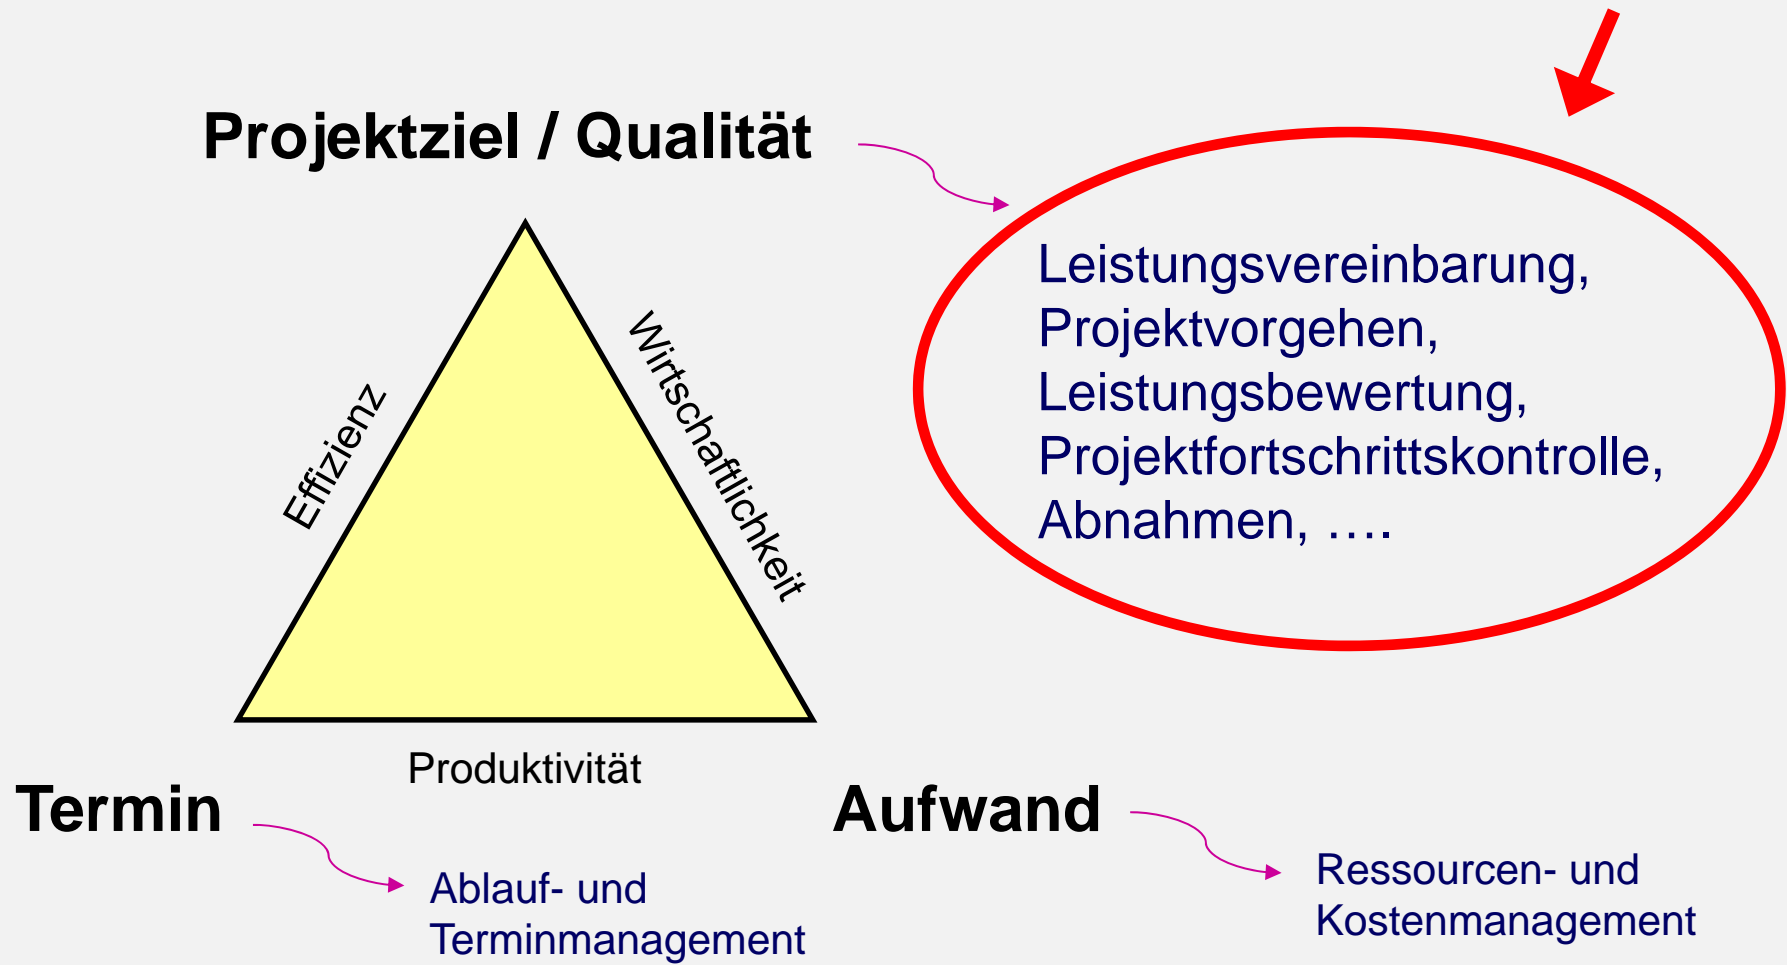 Projektziel / Qualität
Leistungsvereinbarung,
Projektvorgehen,
Leistungsbewertung,
Projektfortschrittskontrolle,
Abnahmen, ….
Effizienz
Wirtschaftlichkeit
Produktivität
Termin
Aufwand
Ablauf- und
Terminmanagement
Ressourcen- und
Kostenmanagement